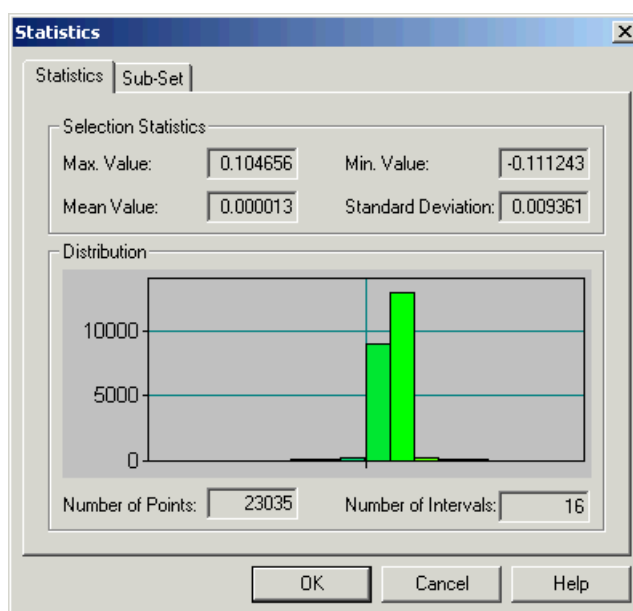 Statistics
Statistics Sub-Set
Selection Statistics
Max. Value: 0.104656 Min. Value: -0.111243
Mean Value: 0.000013 Standard Deviation: 0.009361
Distribution
10000
5000
0
Number of Points: 23035 Number of Intervals: 16
OK Cancel Help